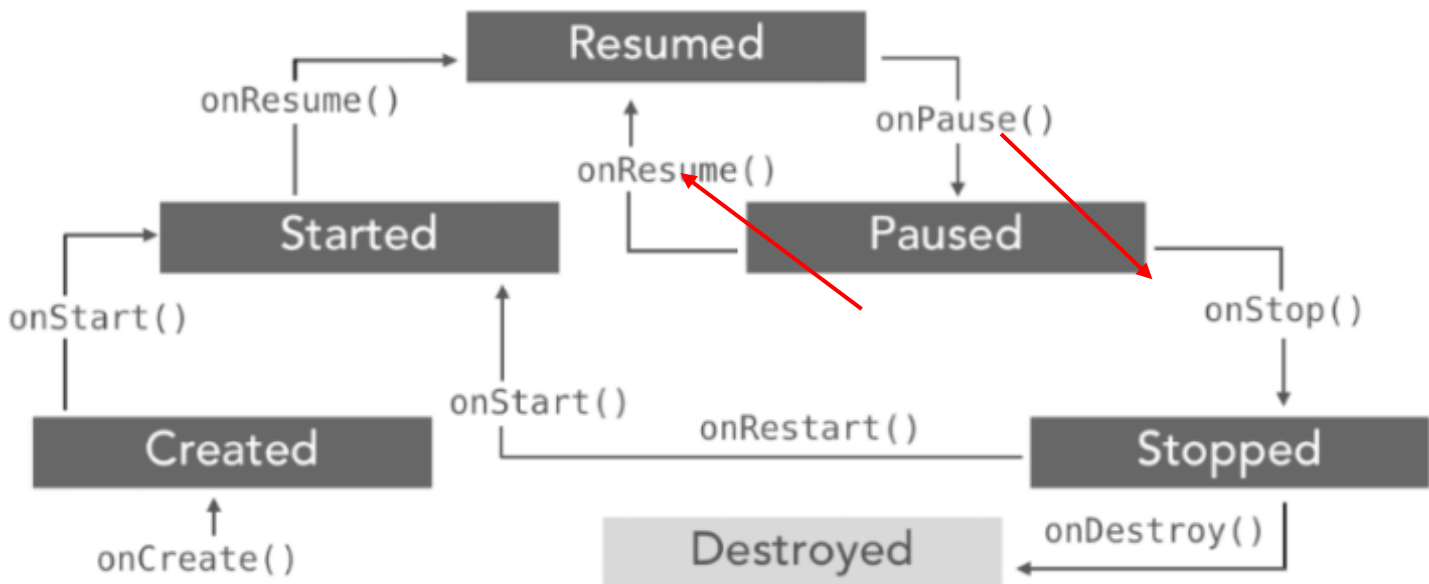 Resumed
onResume()
onPause()
onResume()
Started
Paused
onStart()
onStop()
onStart()
onRestart()
Created
Stopped
onCreate()
Destroyed
onDestroy()